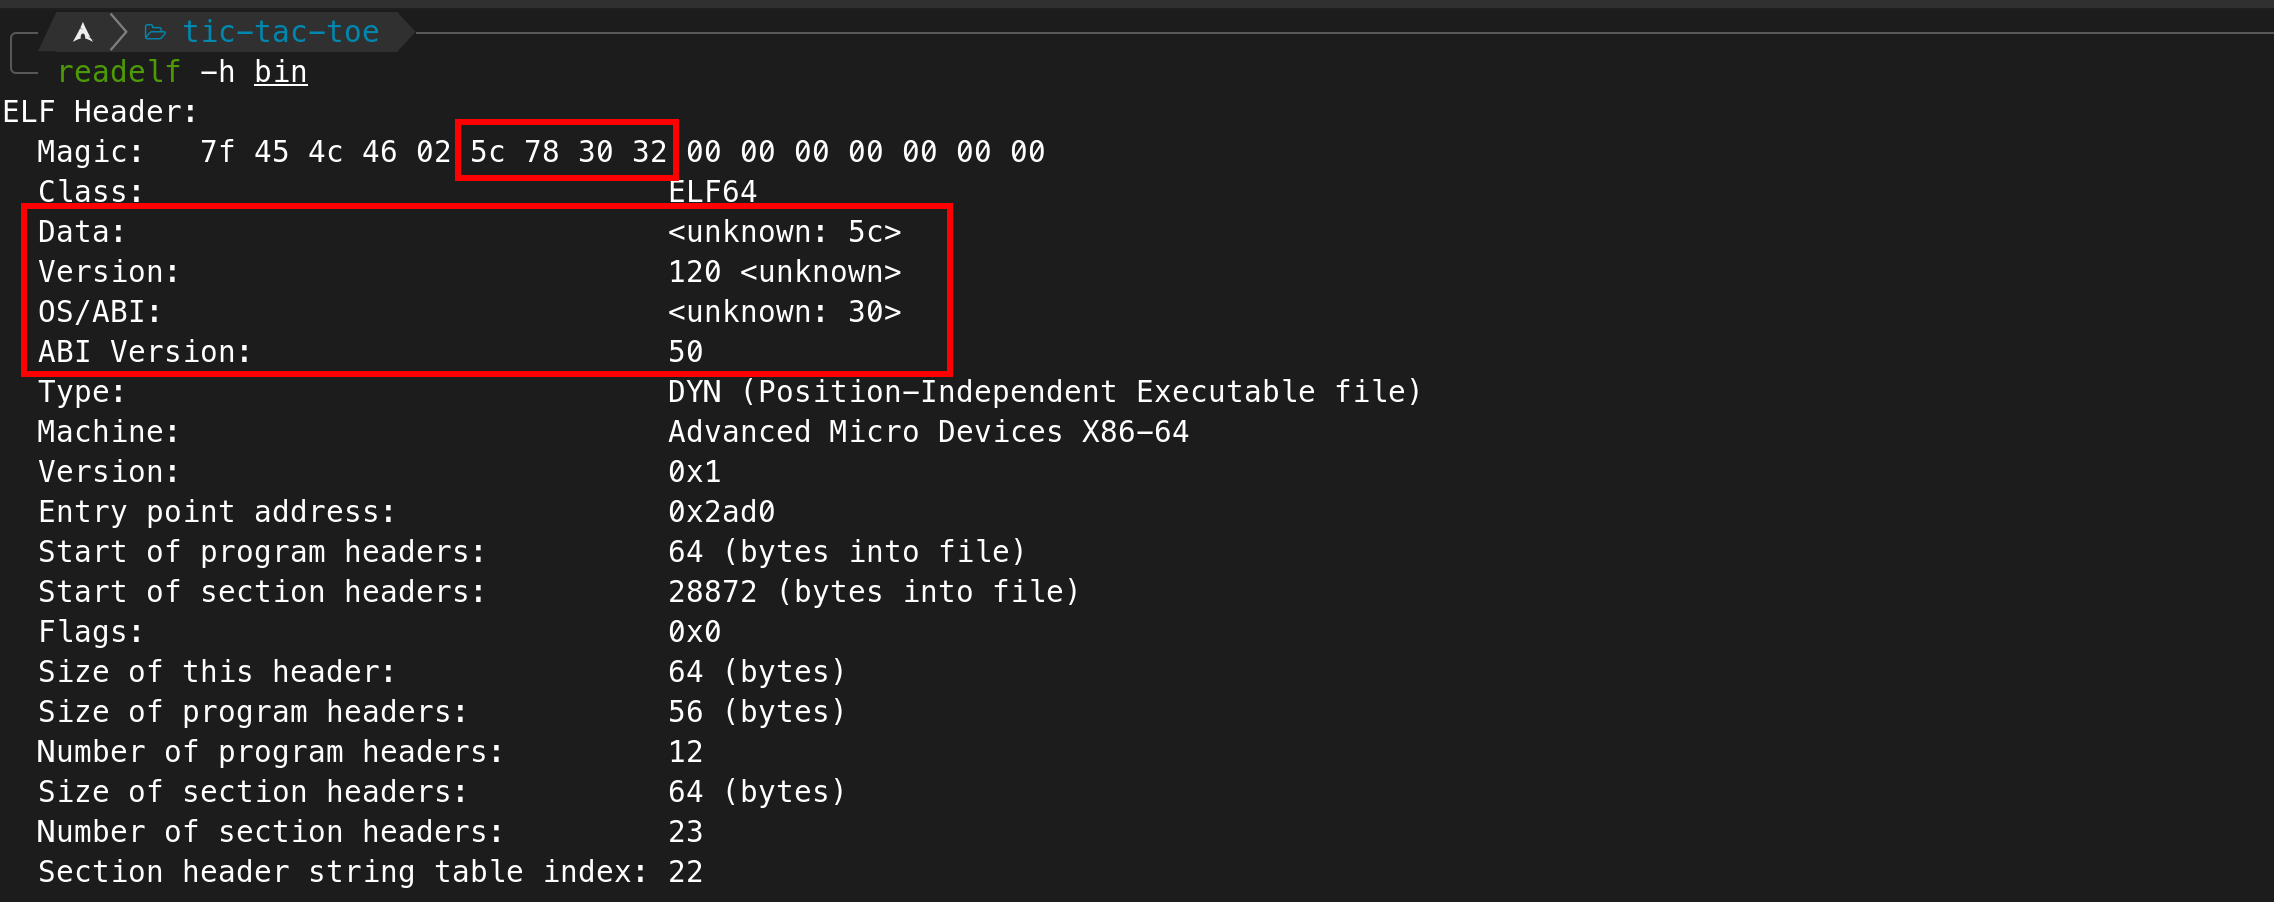 tic-tac-toe
readelf -h bin
ELF Header:
Magic: 7f 45 4c 46 02 5c 78 30 32 00 00 00 00 00 00 00
Class: ELF64
Data: <unknown: 5c>
Version: 120 <unknown>
OS/ABI: <unknown: 30>
ABI Version: 50
Type: DYN (Position-Independent Executable file)
Machine: Advanced Micro Devices X86-64
Version: 0x1
Entry point address: 0x2ad0
Start of program headers: 64 (bytes into file)
Start of section headers: 28872 (bytes into file)
Flags: 0x0
Size of this header: 64 (bytes)
Size of program headers: 56 (bytes)
Number of program headers: 12
Size of section headers: 64 (bytes)
Number of section headers: 23
Section header string table index: 22